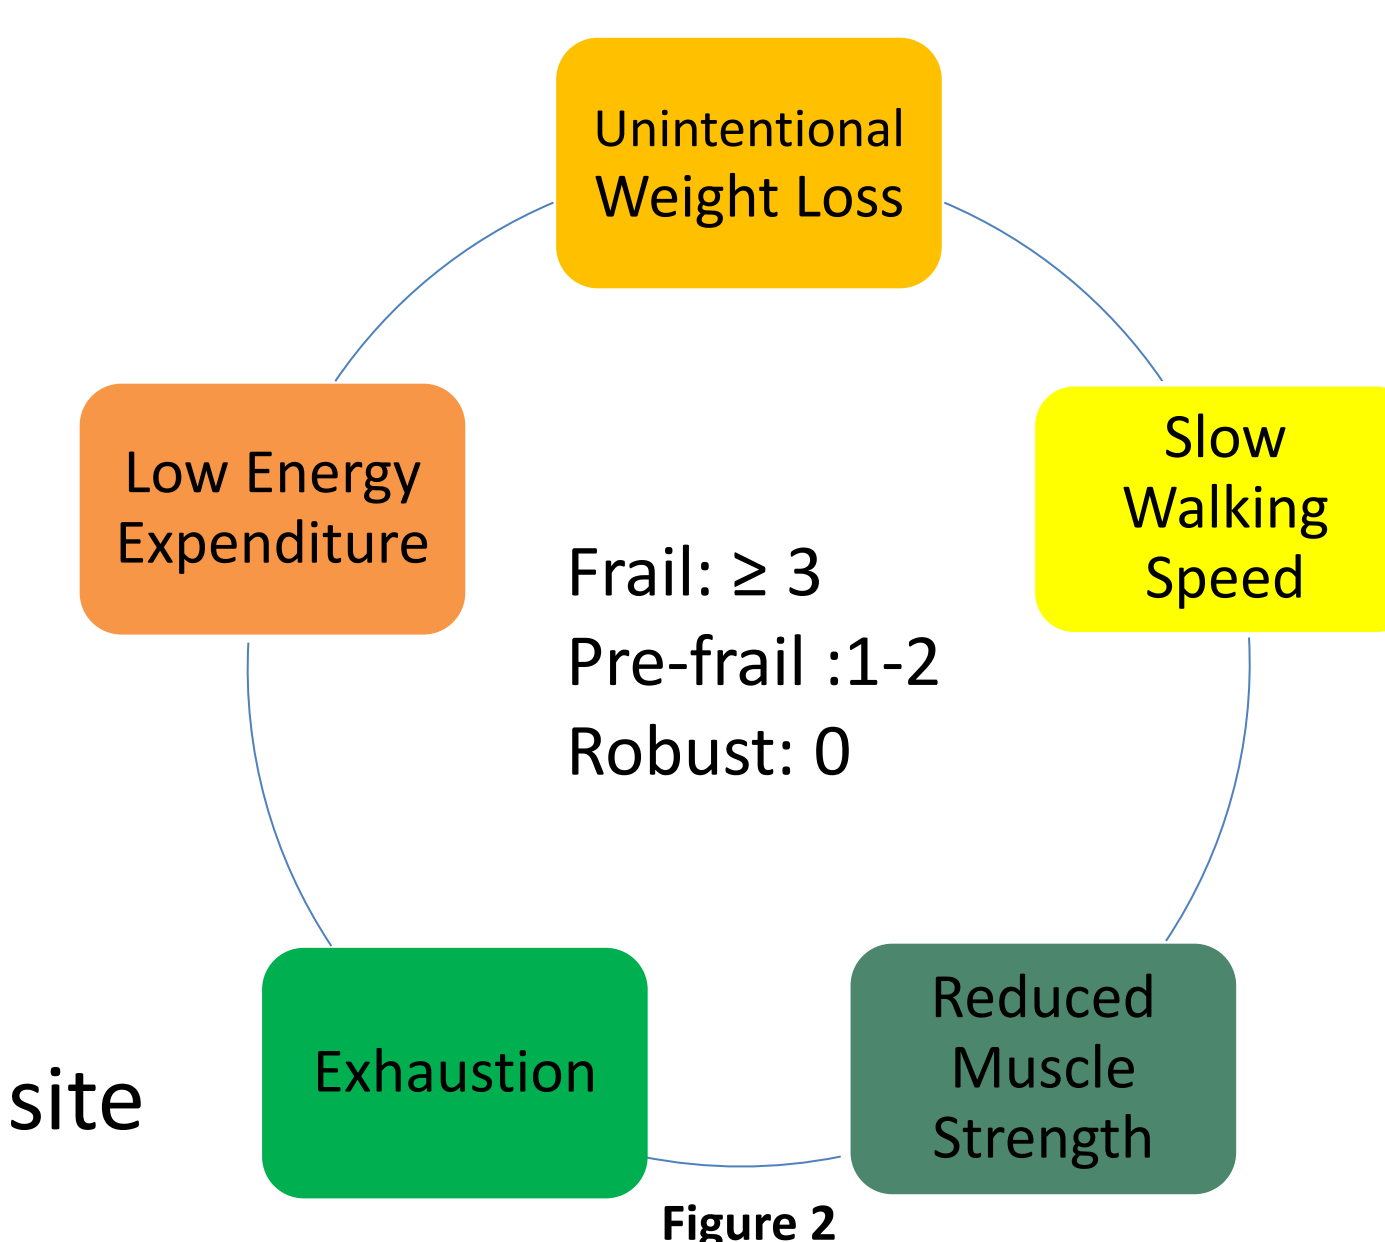 Unintentional
Weight Loss
Low Energy
Expenditure
Slow
Walking
Speed
Frail: ≥ 3
Pre-frail :1-2
Robust: 0
Exhaustion
Reduced
Muscle
Strength
site
Figure 2